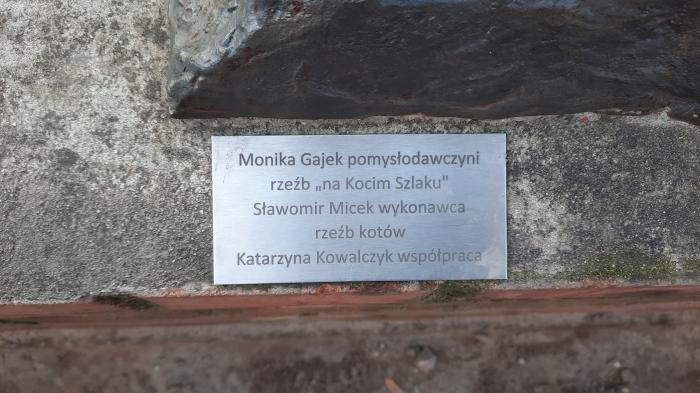 Monika Gajek pomysłodawczyni
rzeźb „na Kocim Szlaku"
Sławomir Micek wykonawca
rzeźb kotów
Katarzyna Kowalczyk współpraca